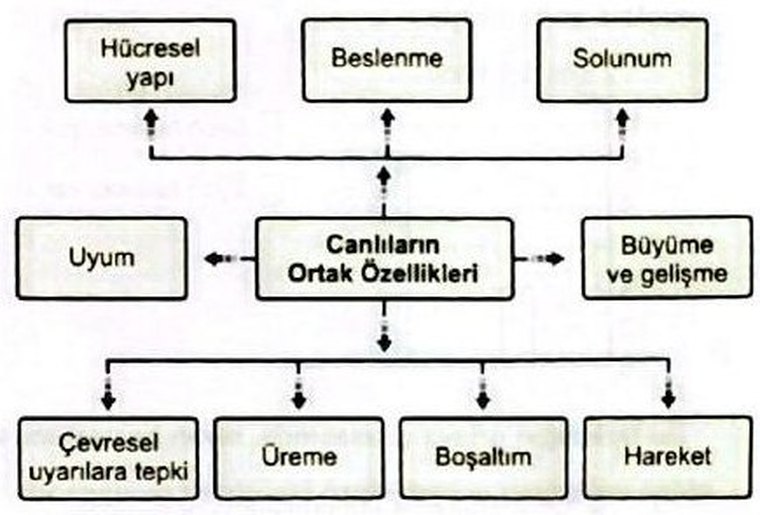 Hücresel
yapı
Beslenme
Solunum
Uyum
Canlıların
Ortak Özellikleri
Büyüme
ve gelişme
Çevresel
uyarılara tepki
Üreme
Boşaltım
Hareket